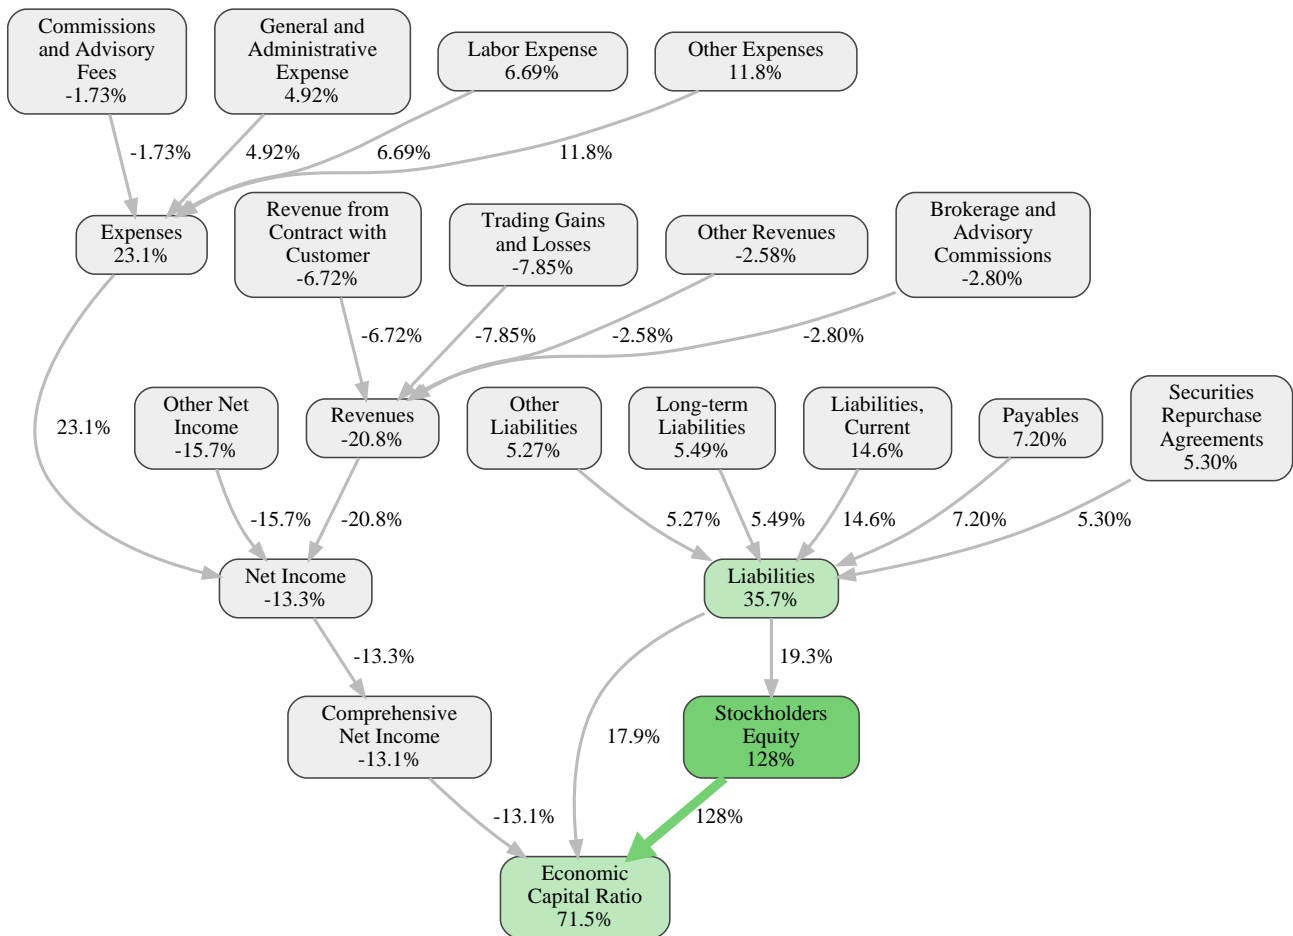 Commissions
and Advisory
Fees
-1.73%
General and
Administrative
Expense
4.92%
Labor Expense
6.69%
Other Expenses
11.8%
-1.73%
4.92%
6.69%
11.8%
Expenses
23.1%
Revenue from
Contract with
Customer
-6.72%
Trading Gains
and Losses
-7.85%
Other Revenues
-2.58%
Brokerage and
Advisory
Commissions
-2.80%
-6.72%
-7.85%
-2.58%
-2.80%
23.1%
Other Net
Income
-15.7%
Revenues
-20.8%
Other
Liabilities
5.27%
Long-term
Liabilities
5.49%
Liabilities,
Current
14.6%
Payables
7.20%
Securities
Repurchase
Agreements
5.30%
-15.7%
-20.8%
5.27%
5.49%
14.6%
7.20%
5.30%
Net Income
-13.3%
Liabilities
35.7%
-13.3%
19.3%
Comprehensive
Net Income
-13.1%
17.9%
Stockholders
Equity
128%
-13.1%
128%
Economic
Capital Ratio
71.5%